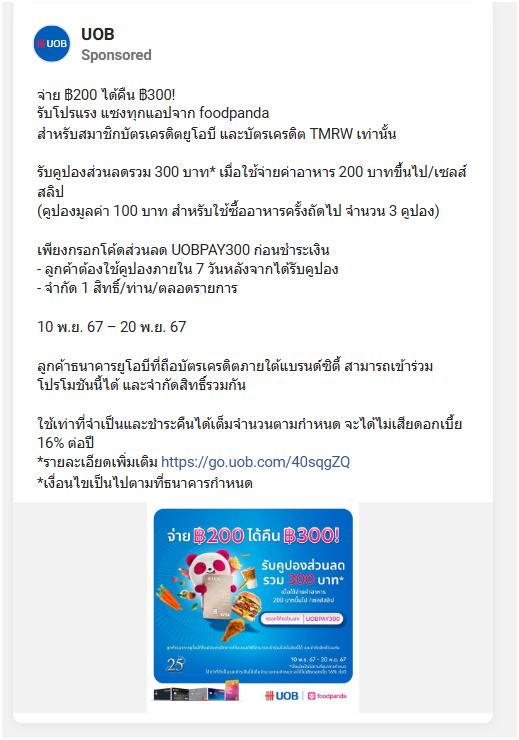 UOB
UOB
Sponsored
จ่าย ฿200 ได้คืน ฿300!
รับโปรแรง แซงทุกแอปจาก foodpanda
สำหรับสมาชิกบัตรเครดิตยูโอบี และบัตรเครดิต TMRW เท่านั้น
รับคูปองส่วนลดรวม 300 บาท* เมื่อใช้จ่ายค่าอาหาร 200 บาทขึ้นไป/เซลส์
สลิป
(คูปองมูลค่า 100 บาท สำหรับใช้ซื้ออาหารครั้งถัดไป จำนวน 3 คูปอง)
เพียงกรอกโค้ดส่วนลด UOBPAY300 ก่อนชำระเงิน
- ลูกค้าต้องใช้คูปองภายใน 7 วันหลังจากได้รับคูปอง
- จำกัด 1 สิทธิ์/ท่าน/ตลอดรายการ
10 พ.ย. 67 – 20 พ.ย. 67
ลูกค้าธนาคารยูโอบีที่ถือบัตรเครดิตภายใต้แบรนด์ซิตี้ สามารถเข้าร่วม
โปรโมชันนี้ได้ และจำกัดสิทธิ์รวมกัน
ใช้เท่าที่จำเป็นและชำระคืนได้เต็มจำนวนตามกำหนด จะได้ไม่เสียดอกเบี้ย
16% ต่อปี
*รายละเอียดเพิ่มเติม https://go.uob.com/40sqgZQ
*เงื่อนไขเป็นไปตามที่ธนาคารกำหนด
จ่าย ฿200 ได้คืน ฿300!
รับคูปองส่วนลด
รวม 300 บาท*
เมื่อใช้จ่ายค่าอาหาร
200 บาทขึ้นไป /เซลส์สลิป
กรอกโค้ดส่วนลด UOBPAY300
10 พ.ย. 67 - 20 พ.ย. 67
25
UOB
foodpanda